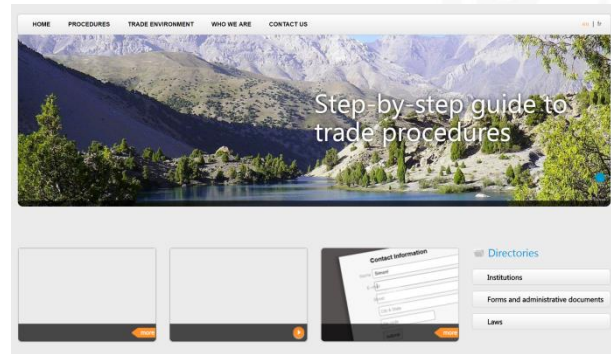 HOME PROCEDURES TRADE ENVIRONMENT WHO WE ARE CONTACT US en | fr
Step-by-step guide to
trade procedures
Contact Information
Directories
Institutions
Forms and administrative documents
Laws
more
more